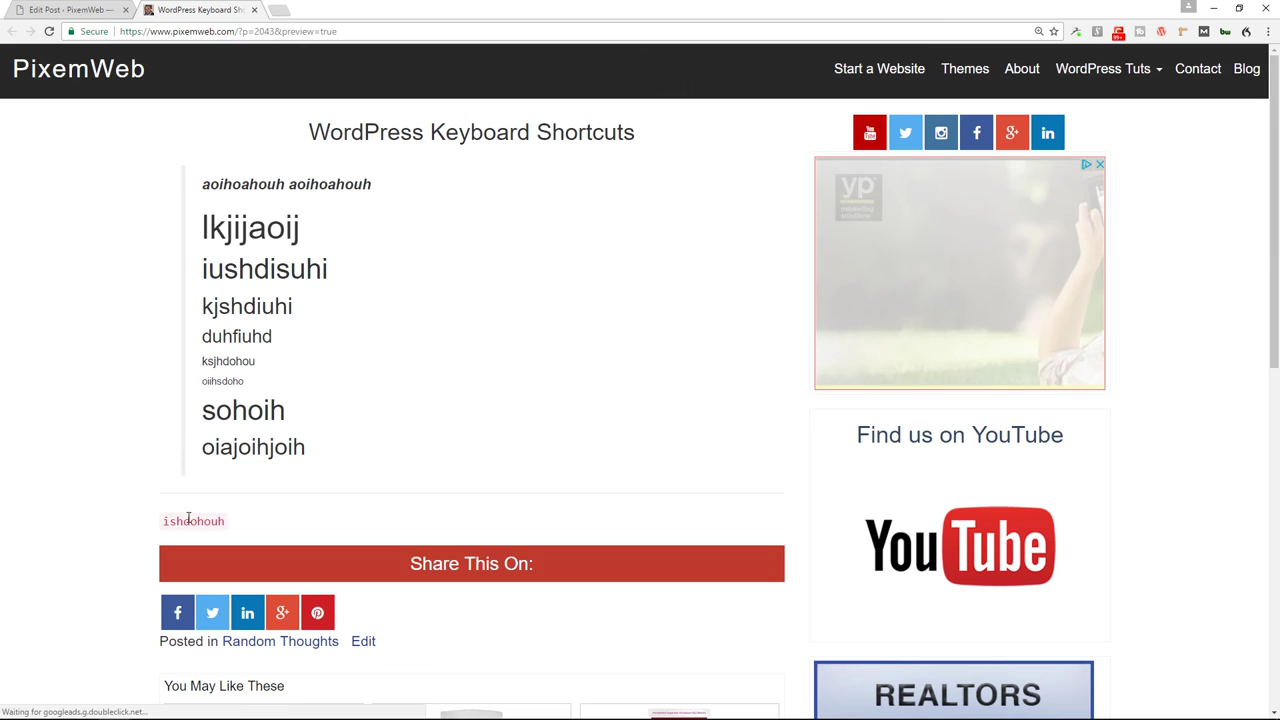 Edit Post ‹ PixemWeb —
WordPress Keyboard Sho
Secure
https://www.pixemweb.com/?p=2043&preview=true
99+
PixemWeb
Start a Website
Themes
About
WordPress Tuts
Contact
Blog
WordPress Keyboard Shortcuts
aoihoahouh aoihoahouh
lkjijaoij
iushdisuhi
kjshdiuhi
duhfiuhd
ksjhdohou
oiihsdoho
sohoih
oiajoihjoih
ishdohouh
Share This On:
Posted in Random Thoughts Edit
You May Like These
yp
Find us on YouTube
YouTube
REALTORS
Waiting for googleads.g.doubleclick.net...